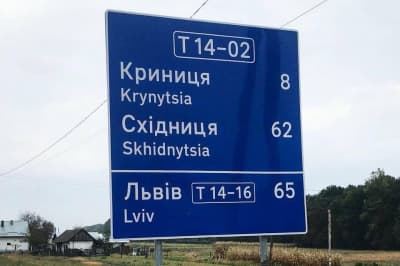 Т 14-02
Криниця 8
Krynytsia
Східниця 62
Skhidnytsia
Львів Т 14-16 65
Lviv